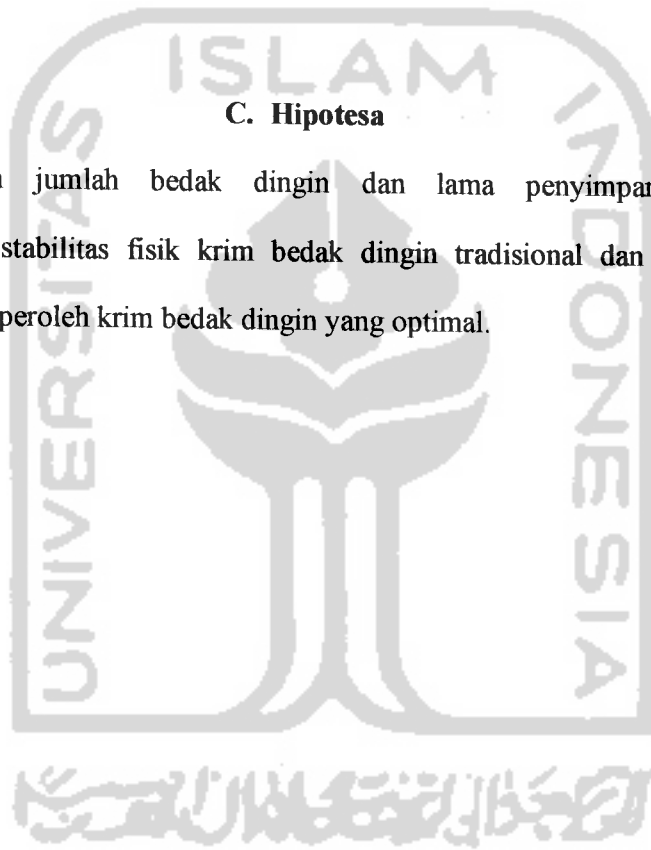 ISLAM
C. Hipotesa
jumlah bedak dingin dan lama
stabilitas fisik krim bedak dingin tradisional dan
peroleh krim bedak dingin yang optimal.
UNIVERSITAS
INDONESIA